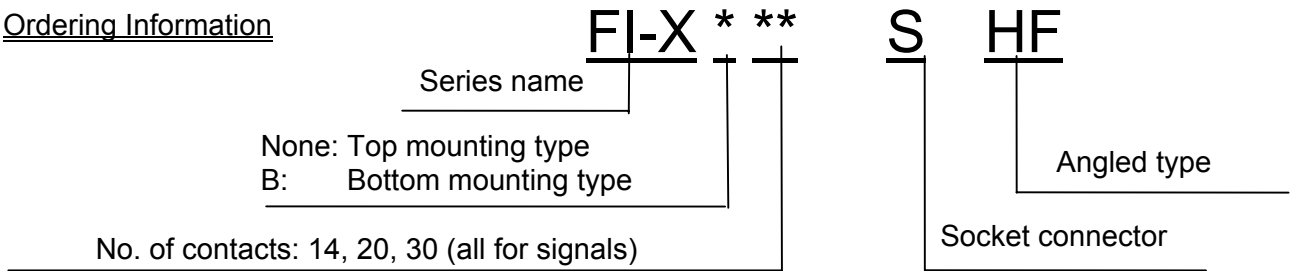 Ordering Information
FI-X * ** S HF
Series name
None: Top mounting type
B: Bottom mounting type
Angled type
No. of contacts: 14, 20, 30 (all for signals)
Socket connector